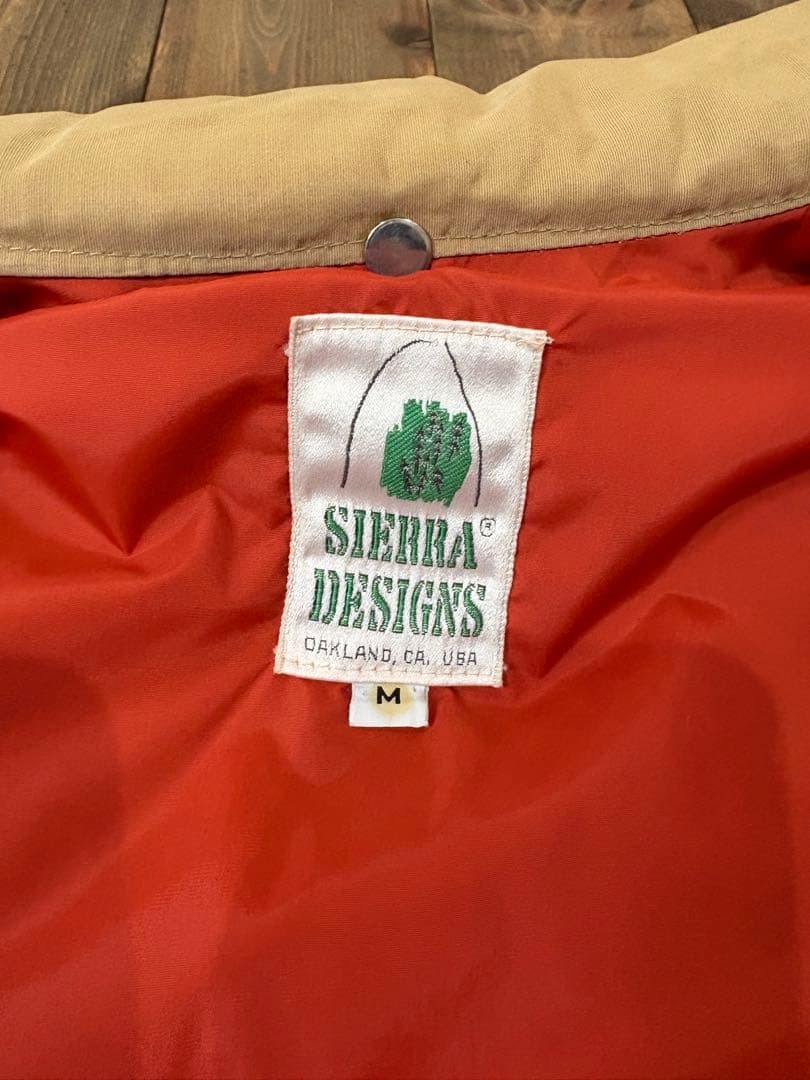 SIERRA®
DESIGNS
OAKLAND, CA, USA
M